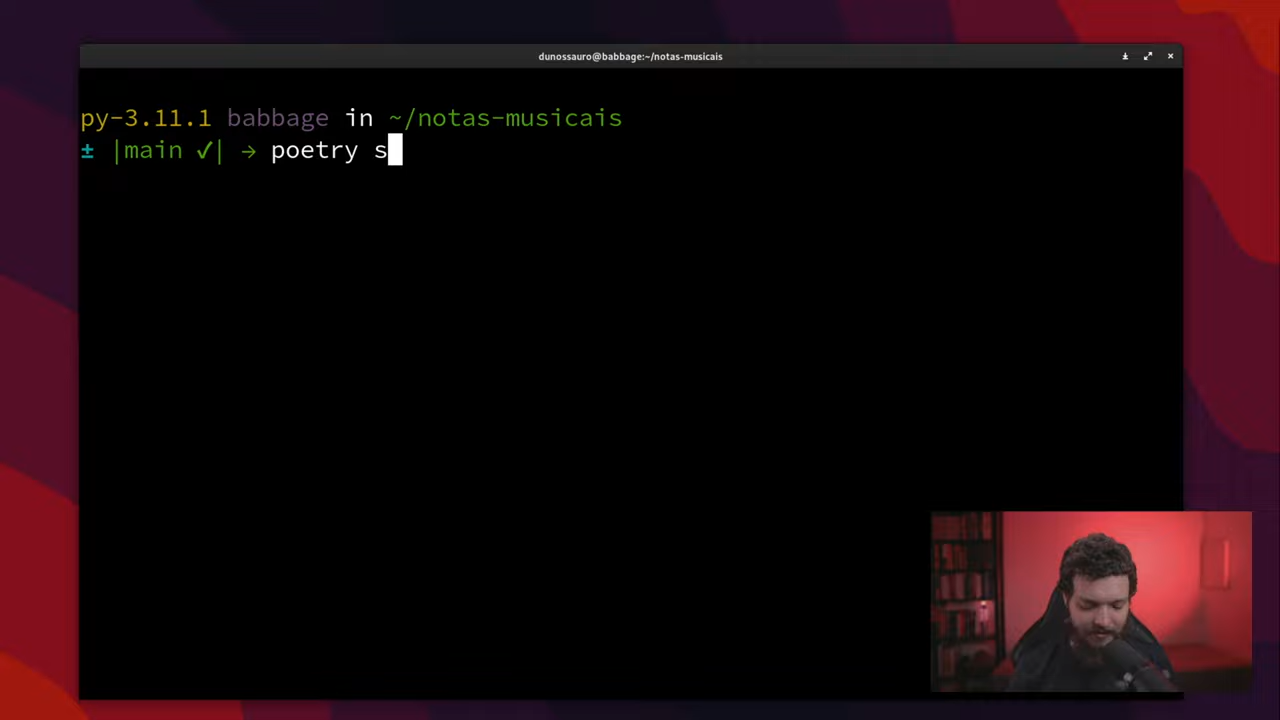 dunossauro@babbage:~/notas-musicais
py-3.11.1 babbage in ~/notas-musicais
± |main ✓| → poetry s